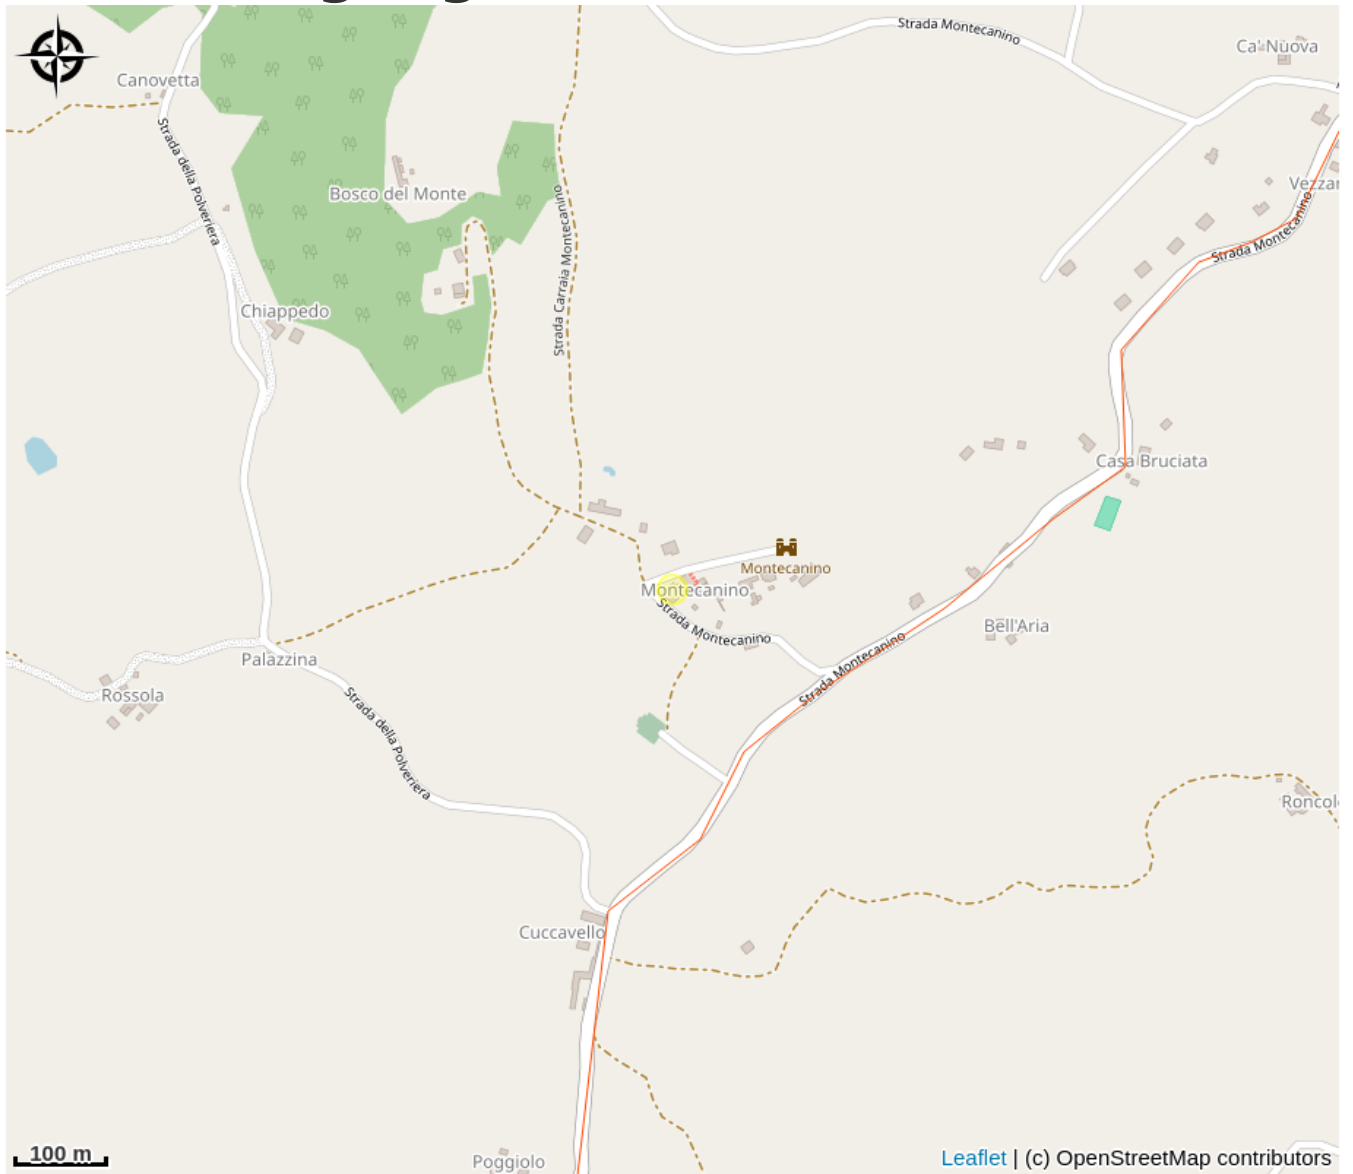 Strada Montecanino
Ca' Nuova
Canovetta
Strada della Polveriera
Bosco del Monte
Strada Carraia Montecanino
Vezzan
Strada Montecanino
Chiappedo
Casa Bruciata
Montecanino
Montecanino
Strada Montecanino
Bell'Aria
Strada Montecanino
Palazzina
Rossola
Strada della Polveriera
Roncol
Cuccavello
Poggiolo
100 m
Leaflet | (c) OpenStreetMap contributors